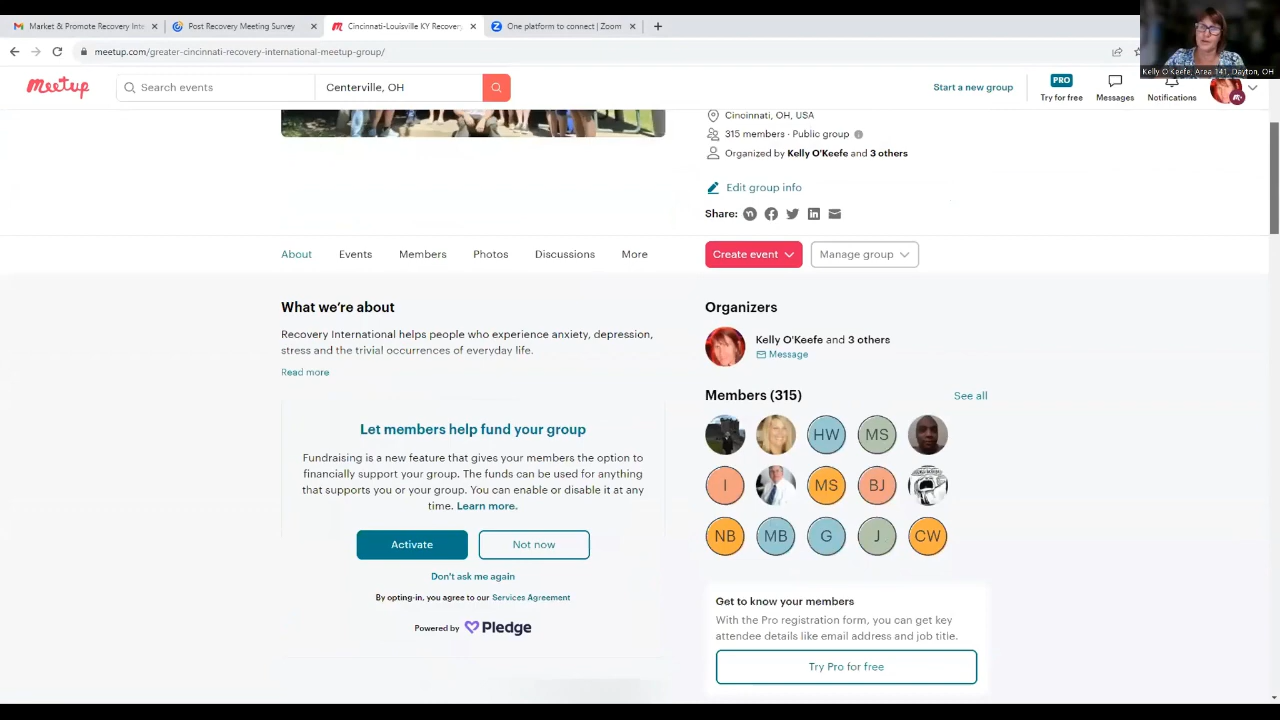 Market & Promote Recovery Inte
Post Recovery Meeting Survey
Cincinnati-Louisville KY Recovery
One platform to connect | Zoom
meetup.com/greater-cincinnati-recovery-international-meetup-group/
Kelly O Keefe, Area 141, Dayton, OH
meetup
Search events
Centerville, OH
Start a new group
PRO
Try for free
Messages
Notifications
Cincinnati, OH, USA
315 members · Public group
Organized by Kelly O'Keefe and 3 others
Edit group info
Share:
About
Events
Members
Photos
Discussions
More
Create event
Manage group
What we're about
Recovery International helps people who experience anxiety, depression,
stress and the trivial occurrences of everyday life.
Read more
Let members help fund your group
Fundraising is a new feature that gives your members the option to
financially support your group. The funds can be used for anything
that supports you or your group. You can enable or disable it at any
time. Learn more.
Activate
Not now
Don't ask me again
By opting-in, you agree to our Services Agreement
Powered by Pledge
Organizers
Kelly O'Keefe and 3 others
Message
Members (315)
See all
HW
MS
I
MS
BJ
NB
MB
G
J
CW
Get to know your members
With the Pro registration form, you can get key
attendee details like email address and job title.
Try Pro for free